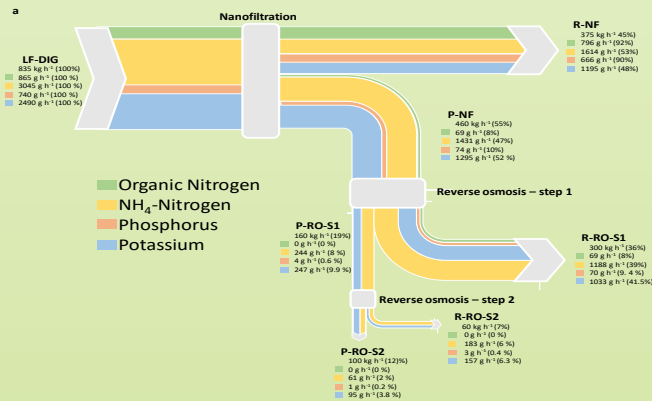 a
Nanofiltration
R-NF
375 kg h⁻¹ 45%)
796 g h⁻¹ (92%)
1614 g h⁻¹ (53%)
666 g h⁻¹ (90%)
1195 g h⁻¹ (48%)
LF-DIG
835 kg h⁻¹ (100%)
865 g h⁻¹ (100 %)
3045 g h⁻¹ (100 %)
740 g h⁻¹ (100 %)
2490 g h⁻¹ (100 %)
P-NF
460 kg h⁻¹ (55%)
69 g h⁻¹ (8%)
1431 g h⁻¹ (47%)
74 g h⁻¹ (10%)
1295 g h⁻¹ (52 %)
Organic Nitrogen
NH₄-Nitrogen
Phosphorus
Potassium
Reverse osmosis – step 1
P-RO-S1
160 kg h⁻¹ (19%)
0 g h⁻¹ (0 %)
244 g h⁻¹ (8 %)
4 g h⁻¹ (0.6 %)
247 g h⁻¹ (9.9 %)
R-RO-S1
300 kg h⁻¹ (36%)
69 g h⁻¹ (8%)
1188 g h⁻¹ (39%)
70 g h⁻¹ (9. 4 %)
1033 g h⁻¹ (41.5%)
Reverse osmosis – step 2
R-RO-S2
60 kg h⁻¹ (7%)
0 g h⁻¹ (0 %)
183 g h⁻¹ (6 %)
3 g h⁻¹ (0.4 %)
157 g h⁻¹ (6.3 %)
P-RO-S2
100 kg h⁻¹ (12%)
0 g h⁻¹ (0 %)
61 g h⁻¹ (2 %)
1 g h⁻¹ (0.2 %)
95 g h⁻¹ (3.8 %)